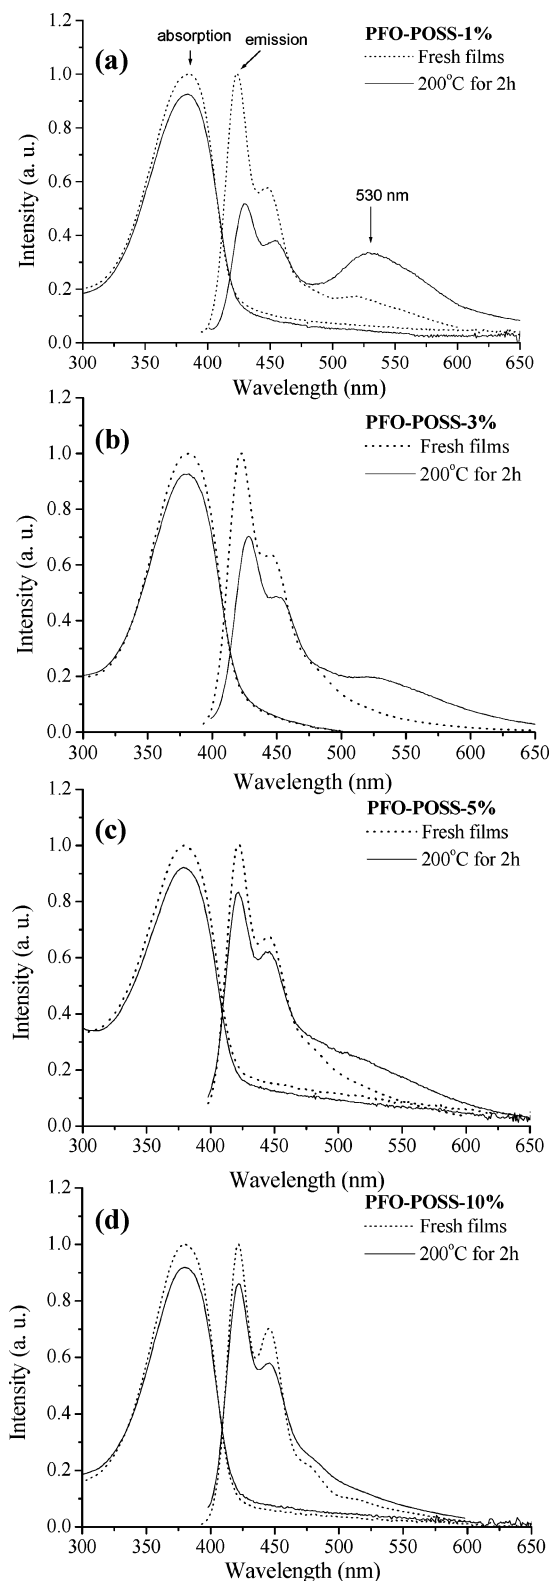 (a)
absorption
emission
PFO-POSS-1%
Fresh films
200°C for 2h
530 nm
Intensity (a. u.)
1.0
0.8
0.6
0.4
0.2
0.0
300 350 400 450 500 550 600 650
Wavelength (nm)
(b)
PFO-POSS-3%
Fresh films
200°C for 2h
Intensity (a. u.)
1.2
1.0
0.8
0.6
0.4
0.2
0.0
300 350 400 450 500 550 600 650
Wavelength (nm)
(c)
PFO-POSS-5%
Fresh films
200°C for 2h
Intensity (a. u.)
1.2
1.0
0.8
0.6
0.4
0.2
0.0
300 350 400 450 500 550 600 650
Wavelength (nm)
(d)
PFO-POSS-10%
Fresh films
200°C for 2h
Intensity (a. u.)
1.2
1.0
0.8
0.6
0.4
0.2
0.0
300 350 400 450 500 550 600 650
Wavelength (nm)